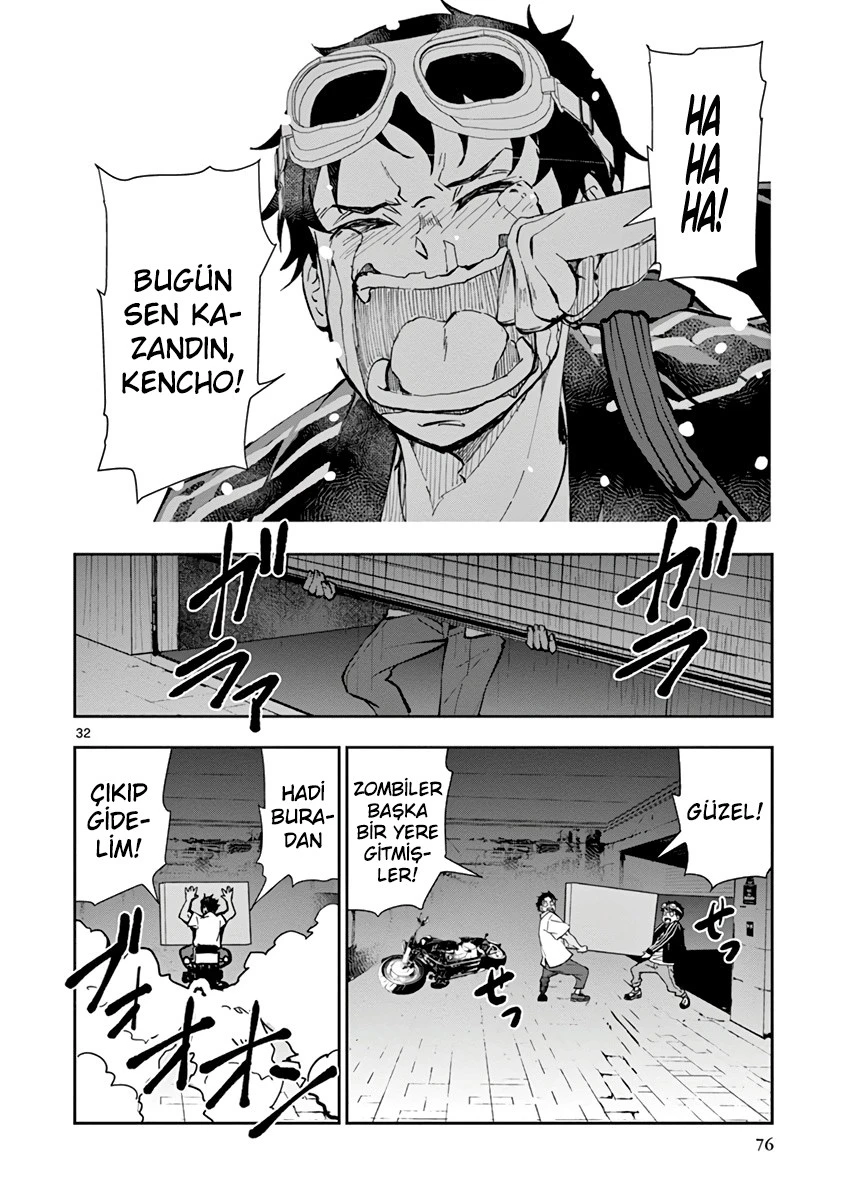 HA
HA
HA!
BUGÜN
SEN KA-
ZANDIN,
KENCHO!
ガガ
ララ
ァ
32
GÜZEL!
ZOMBİLER
BAŞKA
BİR YERE
GİTMİŞ-
LER!
せっ
せっ
HADİ
BURA-
DAN
ÇIKIP
GİDE-
LİM!
ブオオオン
76